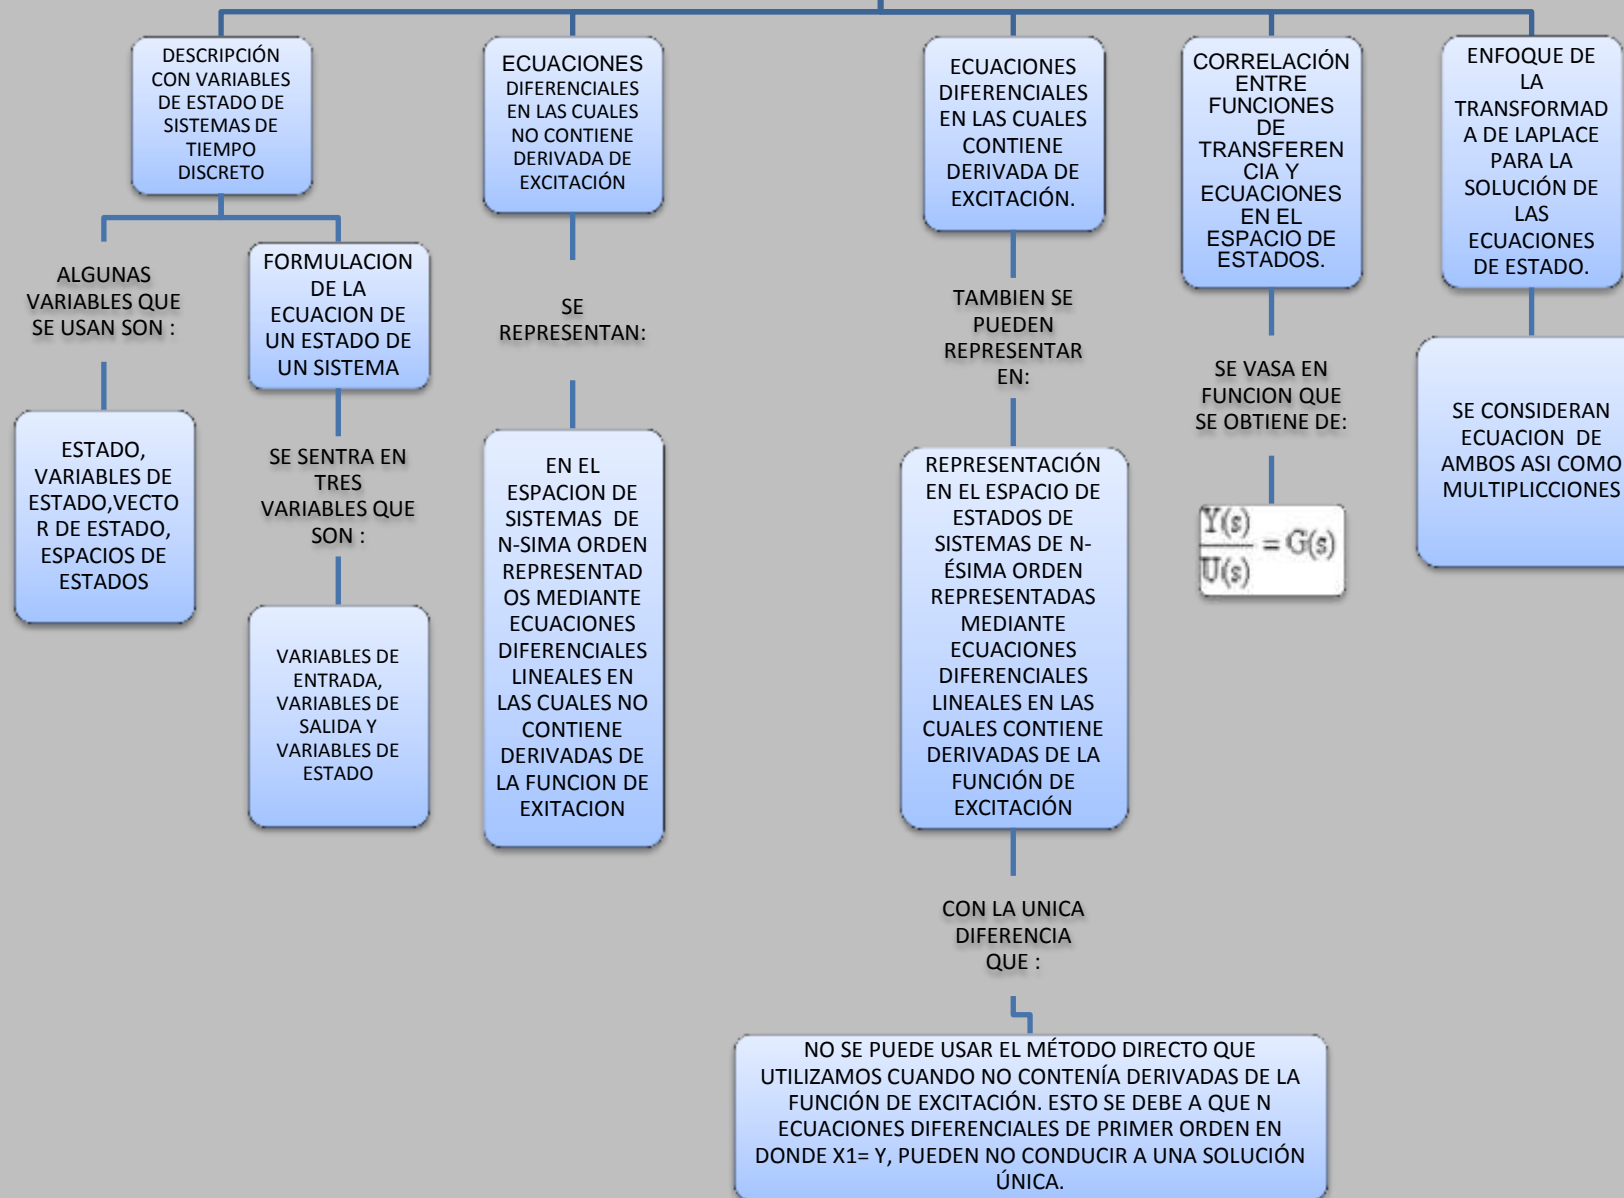 DESCRIPCIÓN
CON VARIABLES
DE ESTADO DE
SISTEMAS DE
TIEMPO
DISCRETO
ALGUNAS
VARIABLES QUE
SE USAN SON :
ESTADO,
VARIABLES DE
ESTADO,VECTO
R DE ESTADO,
ESPACIOS DE
ESTADOS
FORMULACION
DE LA
ECUACION DE
UN ESTADO DE
UN SISTEMA
SE SENTRA EN
TRES
VARIABLES QUE
SON :
VARIABLES DE
ENTRADA,
VARIABLES DE
SALIDA Y
VARIABLES DE
ESTADO
ECUACIONES
DIFERENCIALES
EN LAS CUALES
NO CONTIENE
DERIVADA DE
EXCITACIÓN
SE
REPRESENTAN:
EN EL
ESPACION DE
SISTEMAS DE
N-SIMA ORDEN
REPRESENTAD
OS MEDIANTE
ECUACIONES
DIFERENCIALES
LINEALES EN
LAS CUALES NO
CONTIENE
DERIVADAS DE
LA FUNCION DE
EXITACION
ECUACIONES
DIFERENCIALES
EN LAS CUALES
CONTIENE
DERIVADA DE
EXCITACIÓN.
TAMBIEN SE
PUEDEN
REPRESENTAR
EN:
REPRESENTACIÓN
EN EL ESPACIO DE
ESTADOS DE
SISTEMAS DE N-
ÉSIMA ORDEN
REPRESENTADAS
MEDIANTE
ECUACIONES
DIFERENCIALES
LINEALES EN LAS
CUALES CONTIENE
DERIVADAS DE LA
FUNCIÓN DE
EXCITACIÓN
CON LA UNICA
DIFERENCIA
QUE :
NO SE PUEDE USAR EL MÉTODO DIRECTO QUE
UTILIZAMOS CUANDO NO CONTENÍA DERIVADAS DE LA
FUNCIÓN DE EXCITACIÓN. ESTO SE DEBE A QUE N
ECUACIONES DIFERENCIALES DE PRIMER ORDEN EN
DONDE X1= Y, PUEDEN NO CONDUCIR A UNA SOLUCIÓN
ÚNICA.
CORRELACIÓN
ENTRE
FUNCIONES
DE
TRANSFEREN
CIA Y
ECUACIONES
EN EL
ESPACIO DE
ESTADOS.
SE VASA EN
FUNCION QUE
SE OBTIENE DE:
Y(s)
U(s) = G(s)
ENFOQUE DE
LA
TRANSFORMAD
A DE LAPLACE
PARA LA
SOLUCIÓN DE
LAS
ECUACIONES
DE ESTADO.
SE CONSIDERAN
ECUACION DE
AMBOS ASI COMO
MULTIPLICCIONES